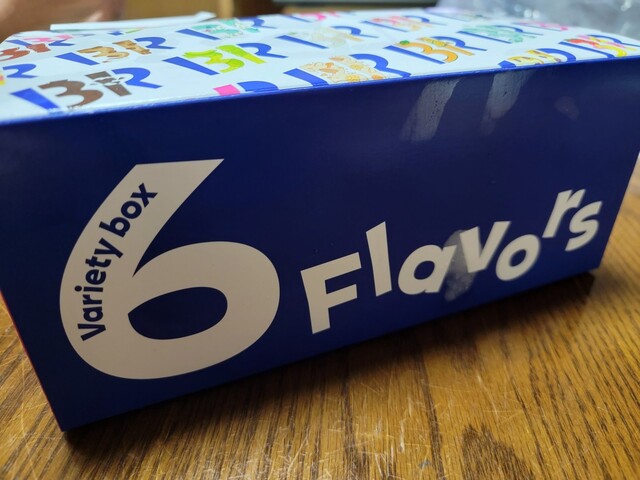 Variety box
6 Flavors